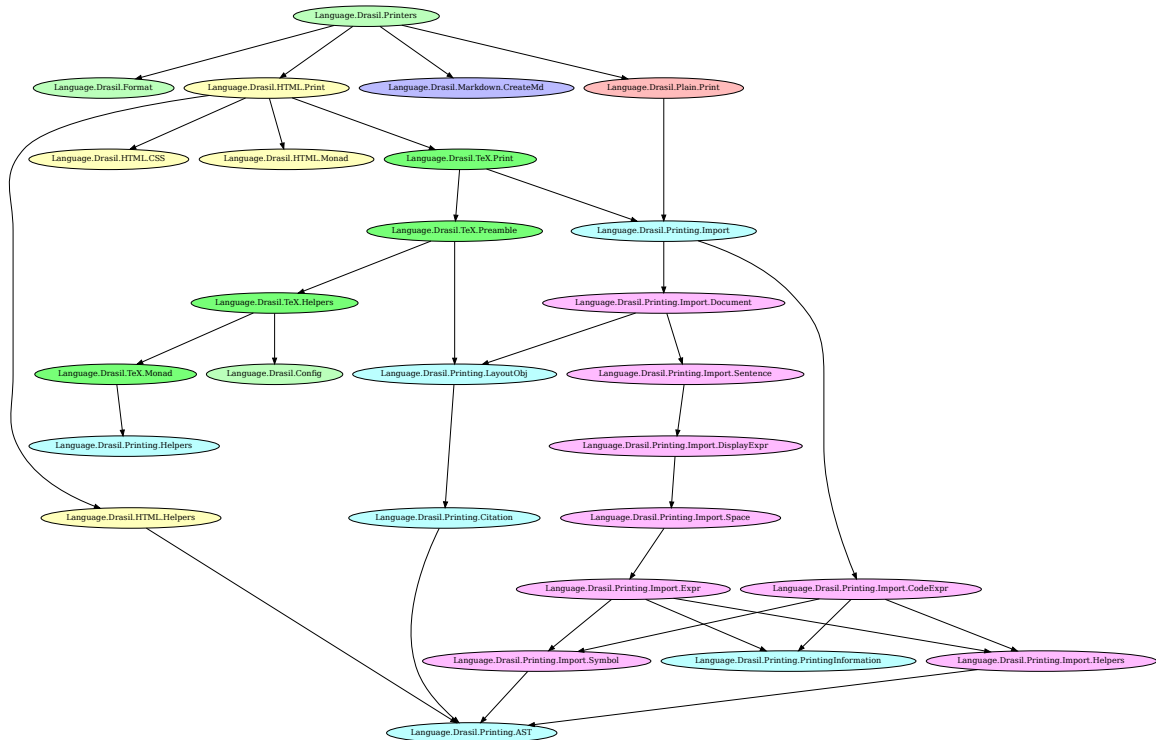 Language.Drasil.Printers
Language.Drasil.Format
Language.Drasil.HTML.Print
Language.Drasil.Markdown.CreateMd
Language.Drasil.Plain.Print
Language.Drasil.HTML.CSS
Language.Drasil.HTML.Monad
Language.Drasil.TeX.Print
Language.Drasil.TeX.Preamble
Language.Drasil.Printing.Import
Language.Drasil.TeX.Helpers
Language.Drasil.Printing.Import.Document
Language.Drasil.TeX.Monad
Language.Drasil.Config
Language.Drasil.Printing.LayoutObj
Language.Drasil.Printing.Import.Sentence
Language.Drasil.Printing.Helpers
Language.Drasil.Printing.Import.DisplayExpr
Language.Drasil.HTML.Helpers
Language.Drasil.Printing.Citation
Language.Drasil.Printing.Import.Space
Language.Drasil.Printing.Import.Expr
Language.Drasil.Printing.Import.CodeExpr
Language.Drasil.Printing.Import.Symbol
Language.Drasil.Printing.PrintingInformation
Language.Drasil.Printing.Import.Helpers
Language.Drasil.Printing.AST